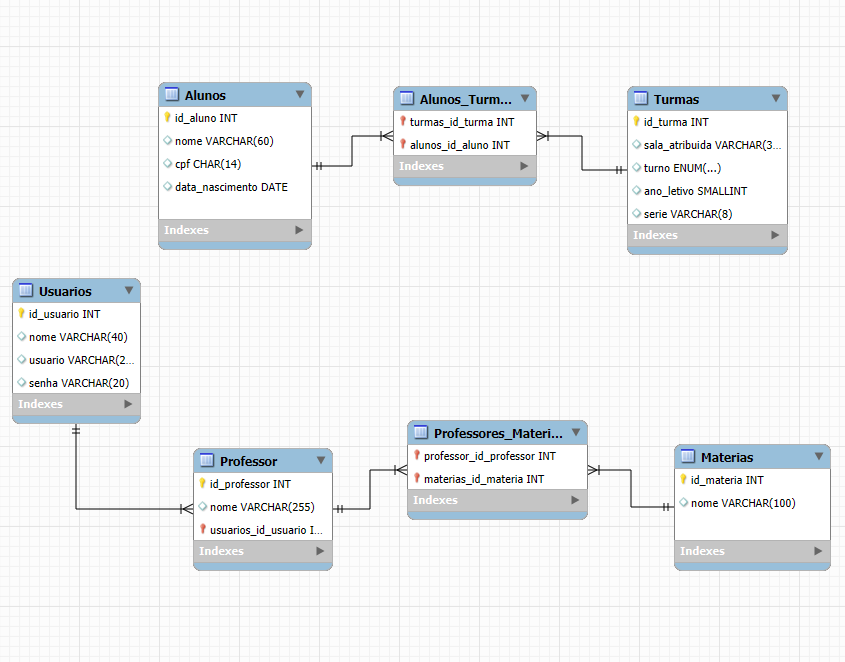 Alunos
id_aluno INT
nome VARCHAR(60)
cpf CHAR(14)
data_nascimento DATE
Indexes
Alunos_Turm...
turmas_id_turma INT
alunos_id_aluno INT
Indexes
Turmas
id_turma INT
sala_atribuida VARCHAR(3...
turno ENUM(...)
ano_letivo SMALLINT
serie VARCHAR(8)
Indexes
Usuarios
id_usuario INT
nome VARCHAR(40)
usuario VARCHAR(2...
senha VARCHAR(20)
Indexes
Professor
id_professor INT
nome VARCHAR(255)
usuarios_id_usuario I...
Indexes
Professores_Materi...
professor_id_professor INT
materias_id_materia INT
Indexes
Materias
id_materia INT
nome VARCHAR(100)
Indexes